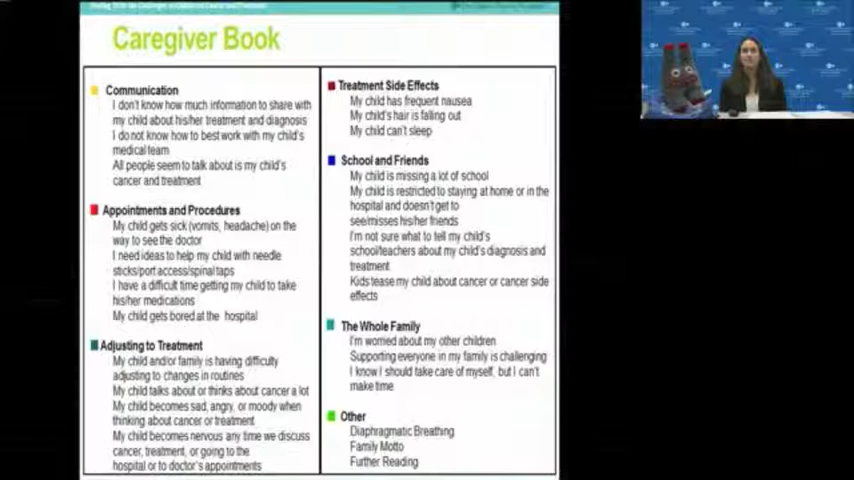 Caregiver Book
Communication
I don't know how much information to share with
my child about his/her treatment and diagnosis
I do not know how to best work with my child's
medical team
All people seem to talk about is my child's
cancer and treatment
Appointments and Procedures
My child gets sick (vomits, headache) on the
way to see the doctor
I need ideas to help my child with needle
sticks/port access/spinal taps
I have a difficult time getting my child to take
his/her medications
My child gets bored at the hospital
Adjusting to Treatment
My child and/or family is having difficulty
adjusting to changes in routines
My child talks about or thinks about cancer a lot
My child becomes sad, angry, or moody when
thinking about cancer or treatment
My child becomes nervous any time we discuss
cancer, treatment, or going to the
hospital or to doctor's appointments
Treatment Side Effects
My child has frequent nausea
My child's hair is falling out
My child can't sleep
School and Friends
My child is missing a lot of school
My child is restricted to staying at home or in the
hospital and doesn't get to
see/misses his/her friends
I'm not sure what to tell my child's
school/teachers about my child's diagnosis and
treatment
Kids tease my child about cancer or cancer side
effects
The Whole Family
I'm worried about my other children
Supporting everyone in my family is challenging
I know I should take care of myself, but I can't
make time
Other
Diaphragmatic Breathing
Family Motto
Further Reading